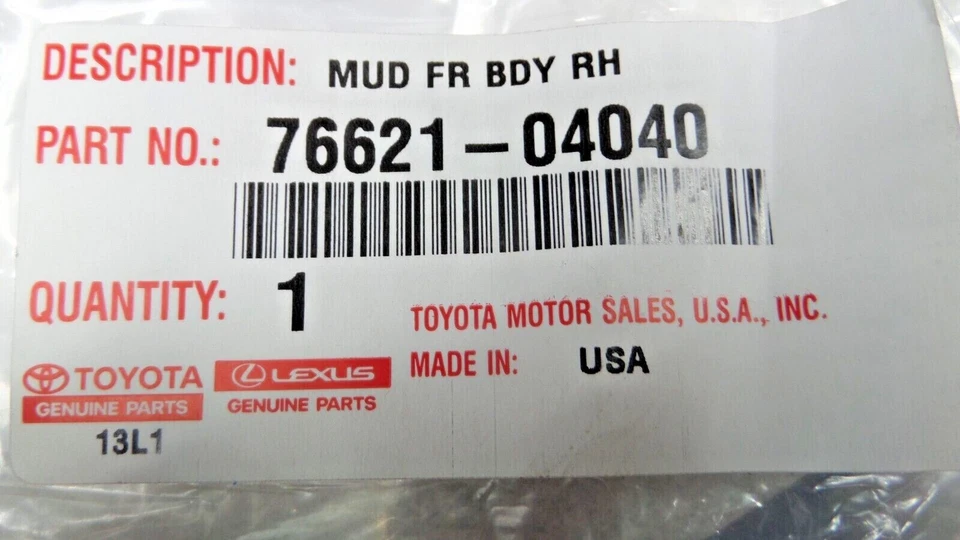 DESCRIPTION: MUD FR BDY RH
PART NO.: 76621-04040
QUANTITY: 1
TOYOTA MOTOR SALES, U.S.A., INC.
MADE IN: USA
TOYOTA
GENUINE PARTS
LEXUS
GENUINE PARTS
13L1